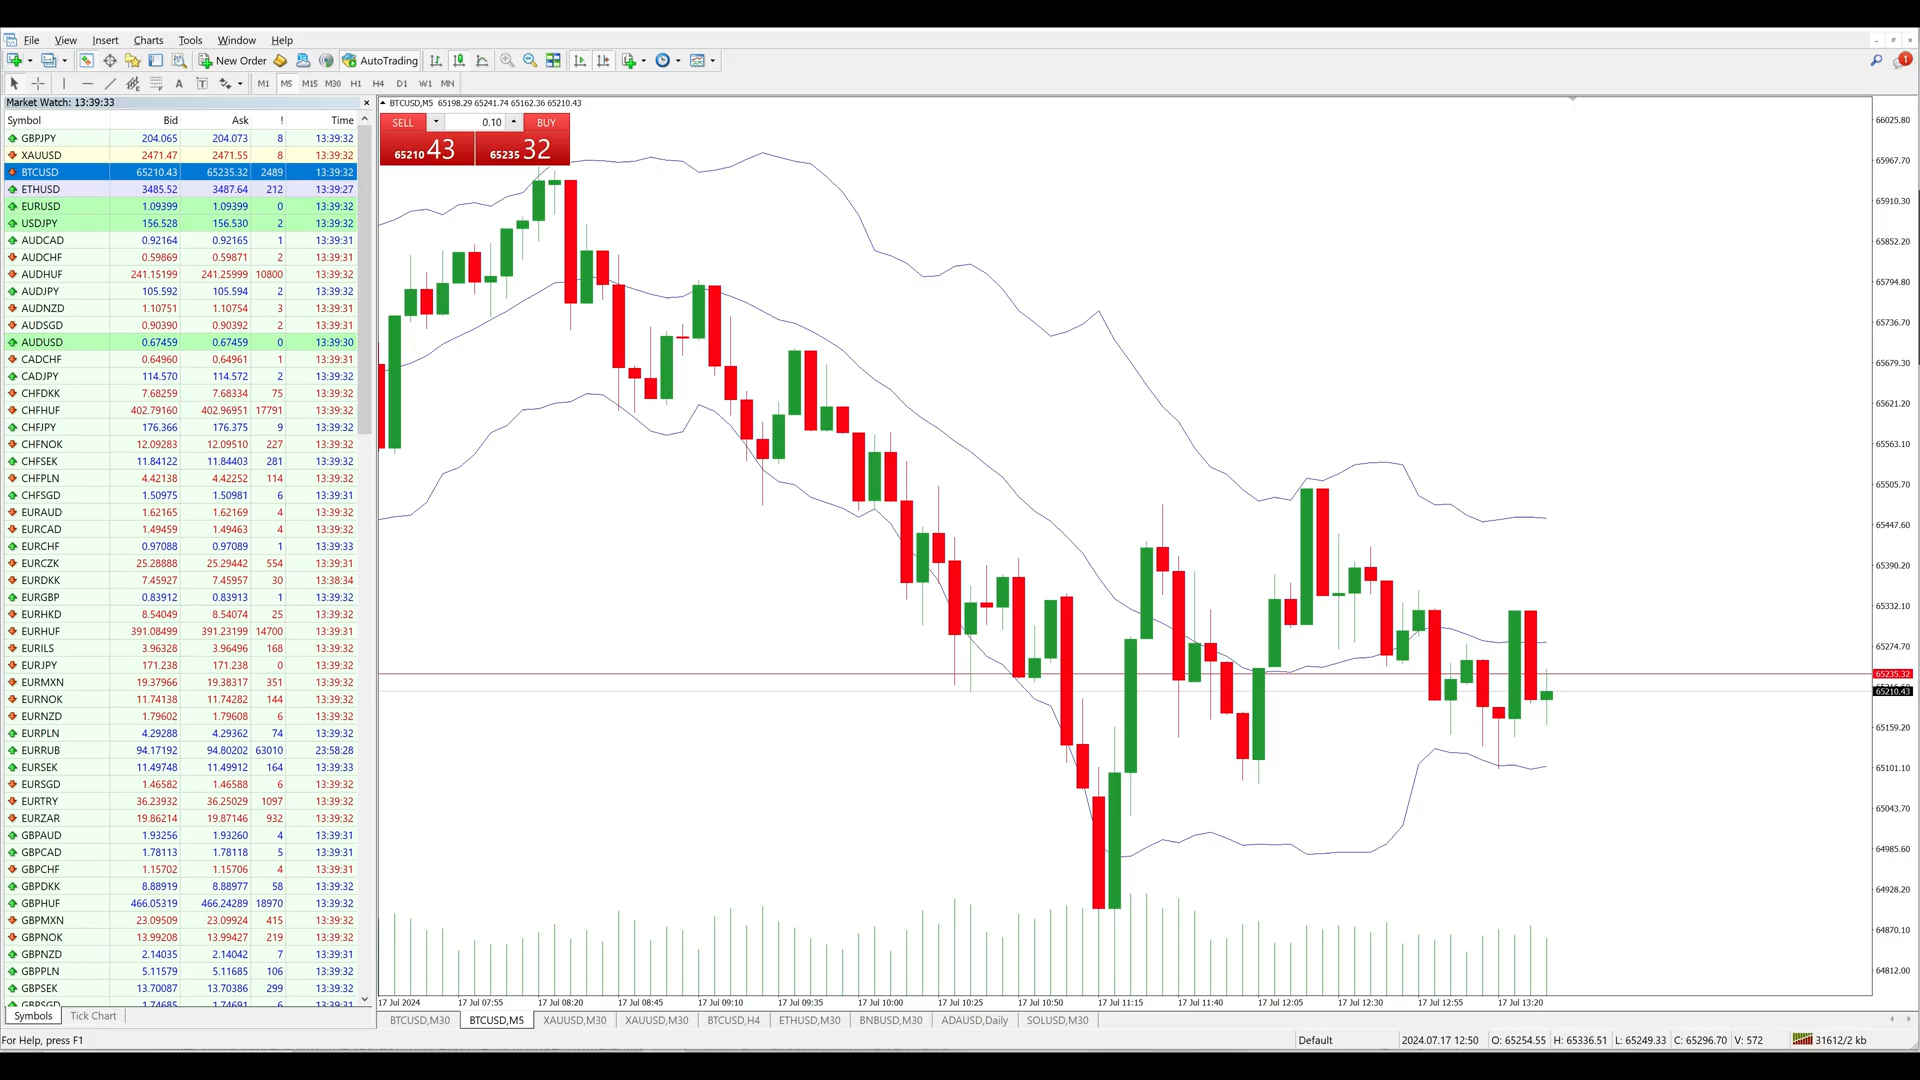 File View Insert Charts Tools Window Help
New Order AutoTrading 1
A T M1 M5 M15 M30 H1 H4 D1 W1 MN
Market Watch: 13:39:33
Symbol Bid Ask ! Time
GBPJPY 204.065 204.073 8 13:39:32
XAUUSD 2471.47 2471.55 8 13:39:32
BTCUSD 65210.43 65235.32 2489 13:39:32
ETHUSD 3485.52 3487.64 212 13:39:27
EURUSD 1.09399 1.09399 0 13:39:32
USDJPY 156.528 156.530 2 13:39:32
AUDCAD 0.92164 0.92165 1 13:39:31
AUDCHF 0.59869 0.59871 2 13:39:31
AUDHUF 241.15199 241.25999 10800 13:39:32
AUDJPY 105.592 105.594 2 13:39:32
AUDNZD 1.10751 1.10754 3 13:39:31
AUDSGD 0.90390 0.90392 2 13:39:31
AUDUSD 0.67459 0.67459 0 13:39:30
CADCHF 0.64960 0.64961 1 13:39:31
CADJPY 114.570 114.572 2 13:39:32
CHFDKK 7.68259 7.68334 75 13:39:32
CHFHUF 402.79160 402.96951 17791 13:39:32
CHFJPY 176.366 176.375 9 13:39:32
CHFNOK 12.09283 12.09510 227 13:39:32
CHFSEK 11.84122 11.84403 281 13:39:32
CHFPLN 4.42138 4.42252 114 13:39:32
CHFSGD 1.50975 1.50981 6 13:39:31
EURAUD 1.62165 1.62169 4 13:39:32
EURCAD 1.49459 1.49463 4 13:39:32
EURCHF 0.97088 0.97089 1 13:39:33
EURCZK 25.28888 25.29442 554 13:39:31
EURDKK 7.45927 7.45957 30 13:38:34
EURGBP 0.83912 0.83913 1 13:39:32
EURHKD 8.54049 8.54074 25 13:39:32
EURHUF 391.08499 391.23199 14700 13:39:31
EURILS 3.96328 3.96496 168 13:39:32
EURJPY 171.238 171.238 0 13:39:32
EURMXN 19.37966 19.38317 351 13:39:32
EURNOK 11.74138 11.74282 144 13:39:32
EURNZD 1.79602 1.79608 6 13:39:32
EURPLN 4.29288 4.29362 74 13:39:32
EURRUB 94.17192 94.80202 63010 23:58:28
EURSEK 11.49748 11.49912 164 13:39:33
EURSGD 1.46582 1.46588 6 13:39:32
EURTRY 36.23932 36.25029 1097 13:39:32
EURZAR 19.86214 19.87146 932 13:39:32
GBPAUD 1.93256 1.93260 4 13:39:31
GBPCAD 1.78113 1.78118 5 13:39:31
GBPCHF 1.15702 1.15706 4 13:39:31
GBPDKK 8.88919 8.88977 58 13:39:32
GBPHUF 466.05319 466.24289 18970 13:39:32
GBPMXN 23.09509 23.09924 415 13:39:32
GBPNOK 13.99208 13.99427 219 13:39:32
GBPNZD 2.14035 2.14042 7 13:39:31
GBPPLN 5.11579 5.11685 106 13:39:32
GBPSEK 13.70087 13.70386 299 13:39:32
GBPSGD 1.74685 1.74691 6 13:39:31
Symbols Tick Chart
BTCUSD,M5 65198.29 65241.74 65162.36 65210.43
SELL 0.10 BUY
65210 43 65235 32
66025.80
65967.70
65910.30
65852.20
65794.80
65736.70
65679.30
65621.20
65563.10
65505.70
65447.60
65390.20
65332.10
65274.70
65235.32
65210.43
65159.20
65101.10
65043.70
64985.60
64928.20
64870.10
64812.00
17 Jul 2024 17 Jul 07:55 17 Jul 08:20 17 Jul 08:45 17 Jul 09:10 17 Jul 09:35 17 Jul 10:00 17 Jul 10:25 17 Jul 10:50 17 Jul 11:15 17 Jul 11:40 17 Jul 12:05 17 Jul 12:30 17 Jul 12:55 17 Jul 13:20
BTCUSD,M30 BTCUSD,M5 XAUUSD,M30 XAUUSD,M30 BTCUSD,H4 ETHUSD,M30 BNBUSD,M30 ADAUSD,Daily SOLUSD,M30
For Help, press F1 Default 2024.07.17 12:50 O: 65254.55 H: 65336.51 L: 65249.33 C: 65296.70 V: 572 31612/2 kb